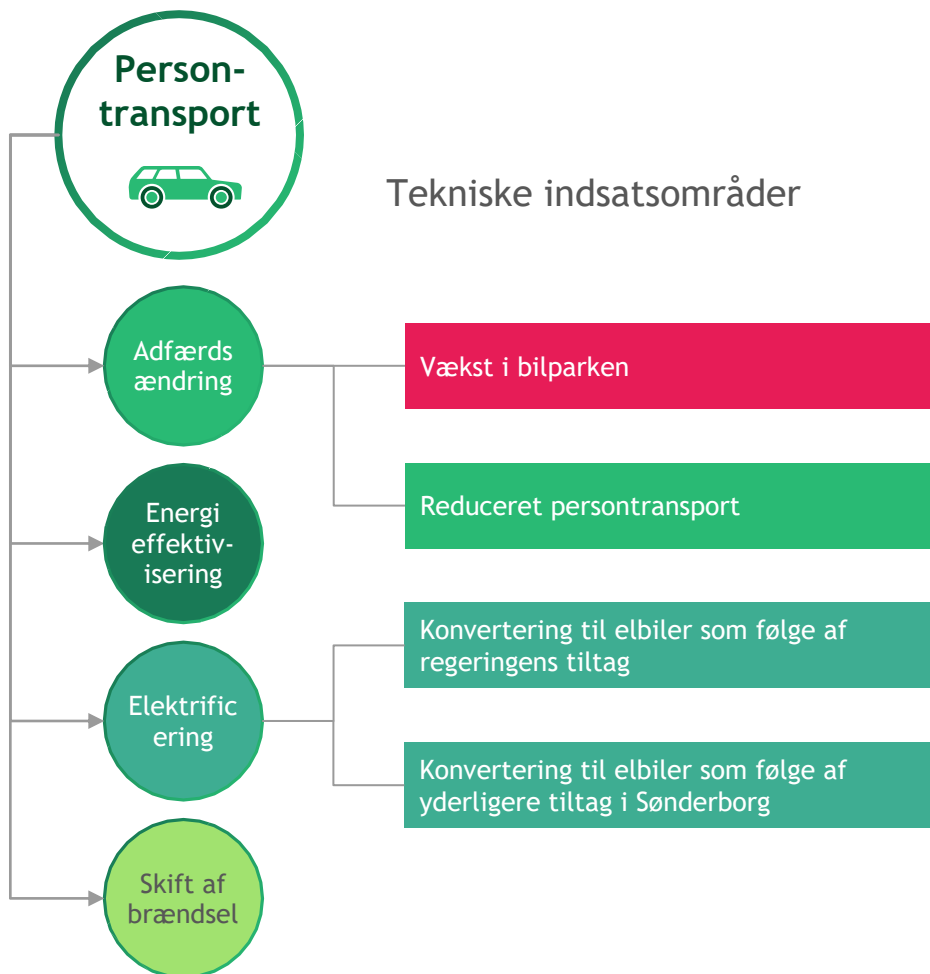 Person-
transport
Tekniske indsatsområder
Adfærds
ændring
Vækst i bilparken
Reduceret persontransport
Energi
effektiv-
isering
Konvertering til elbiler som følge af
regeringens tiltag
Elektrific
ering
Konvertering til elbiler som følge af
yderligere tiltag i Sønderborg
Skift af
brændsel